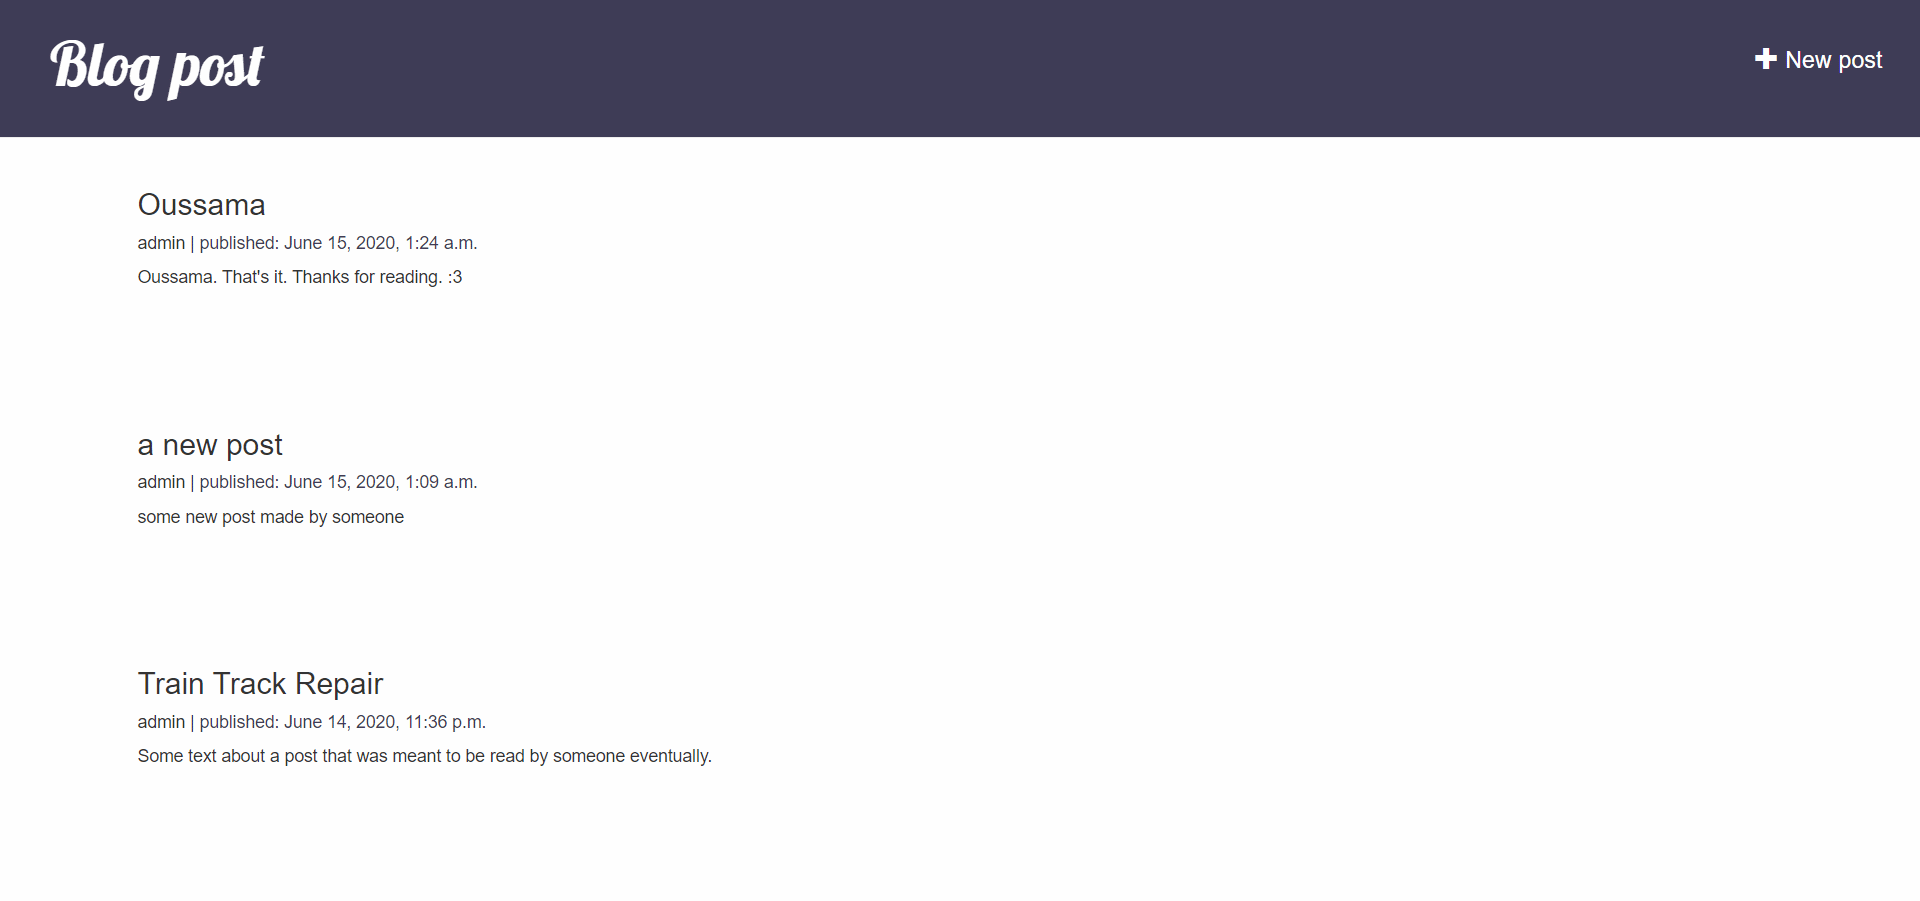 Blog post
New post
Oussama
admin | published: June 15, 2020, 1:24 a.m.
Oussama. That's it. Thanks for reading. :3
a new post
admin | published: June 15, 2020, 1:09 a.m.
some new post made by someone
Train Track Repair
admin | published: June 14, 2020, 11:36 p.m.
Some text about a post that was meant to be read by someone eventually.